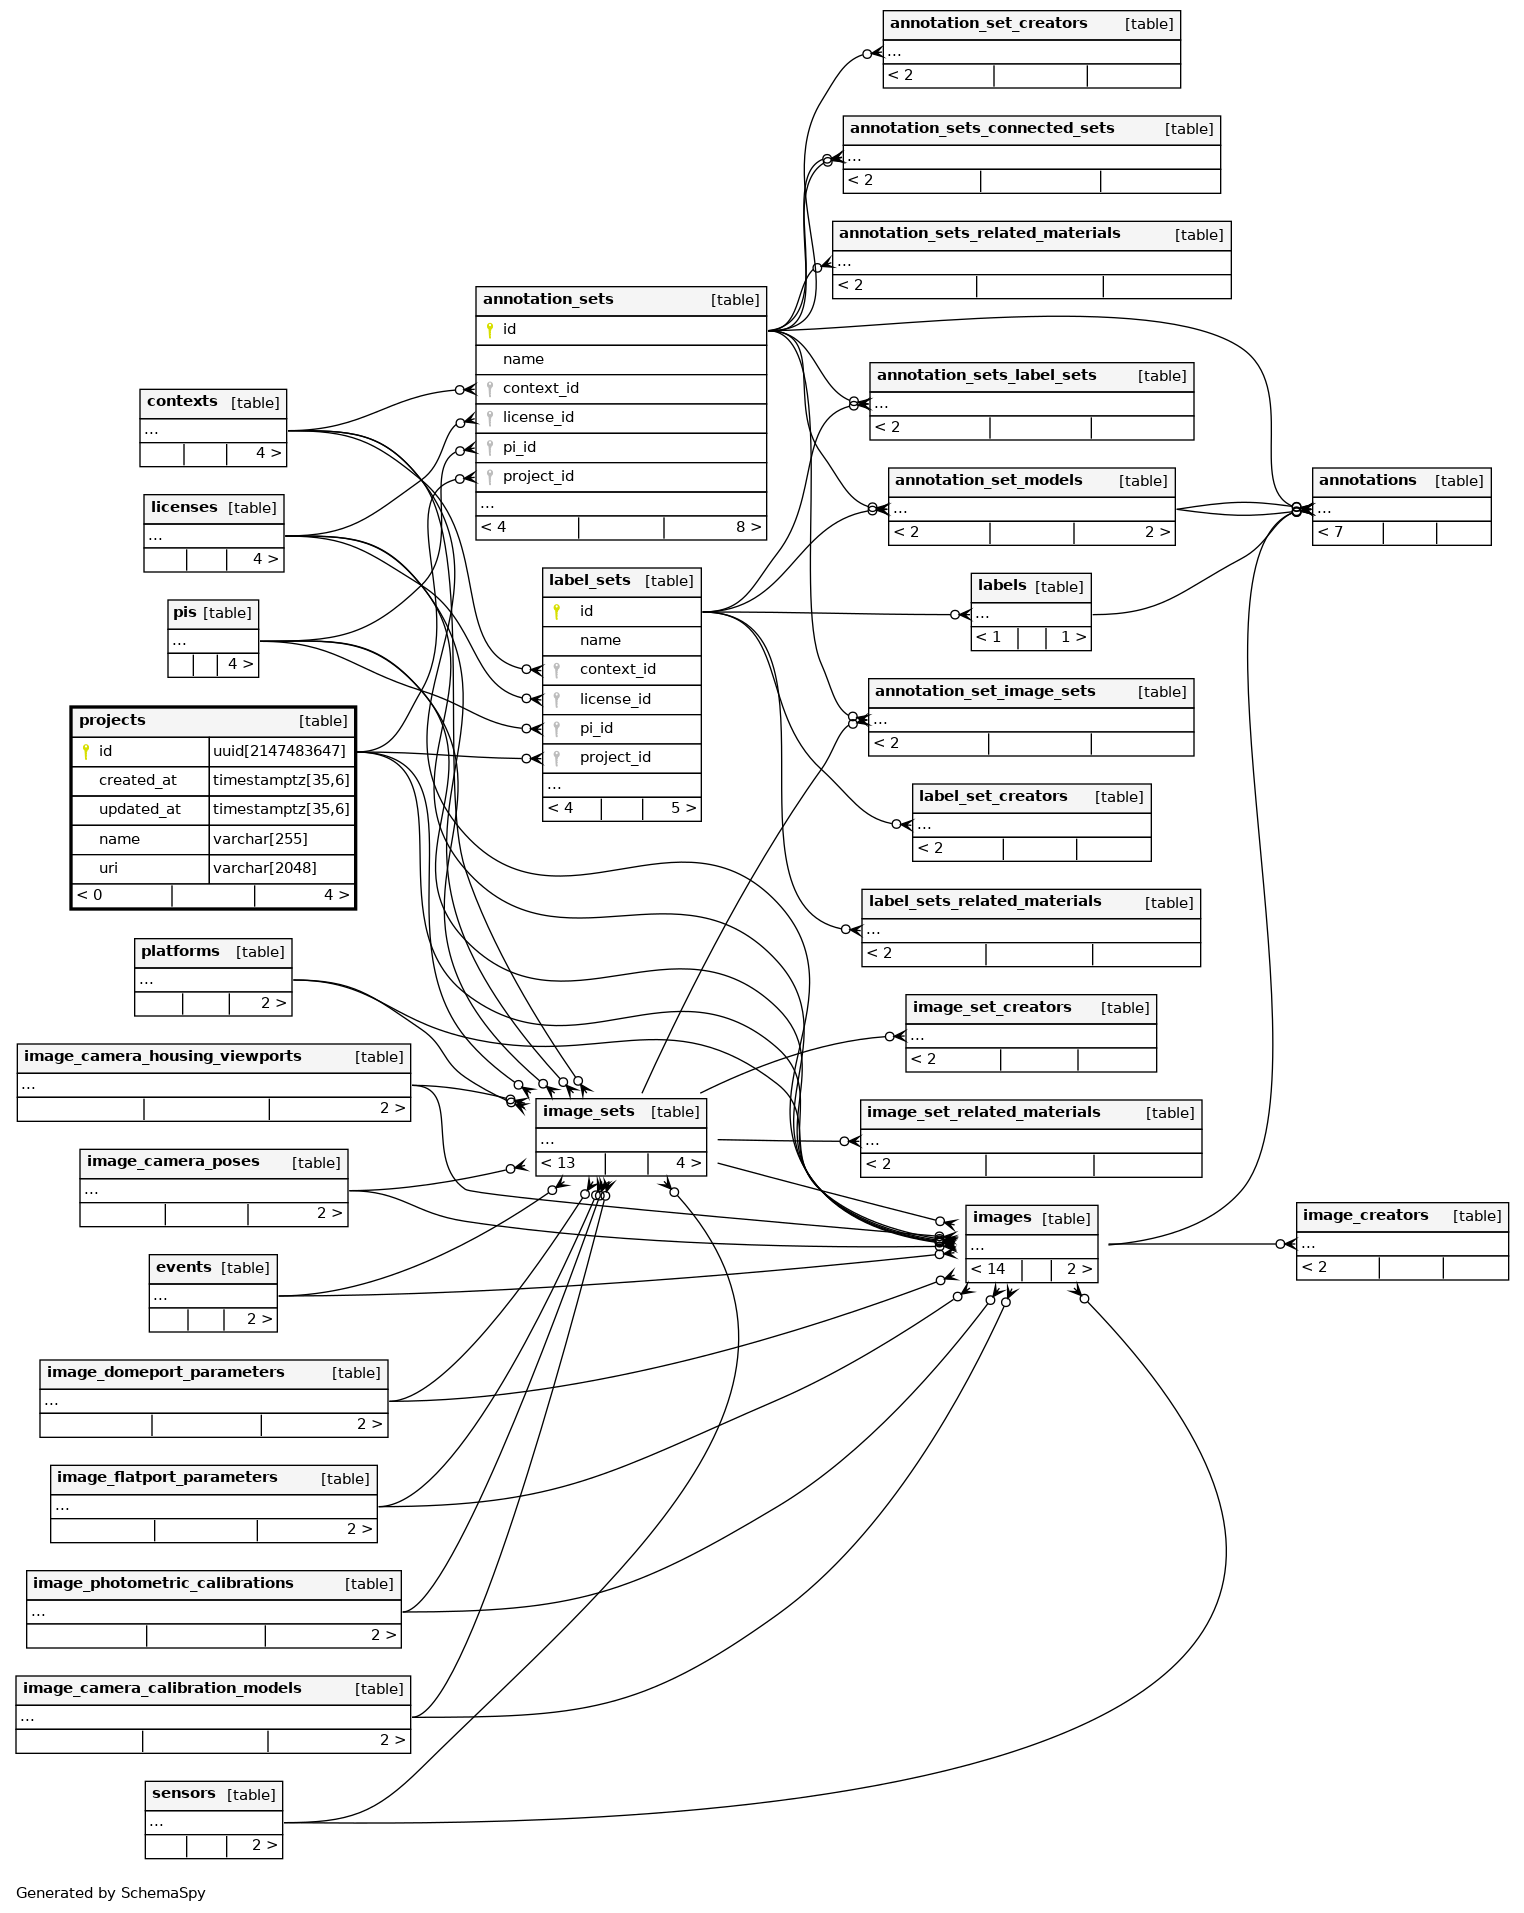 annotation_set_creators [table]
...
< 2
annotation_sets_connected_sets [table]
...
< 2
annotation_sets_related_materials [table]
...
< 2
annotation_sets [table]
id
name
context_id
license_id
pi_id
project_id
...
< 4 8 >
annotation_sets_label_sets [table]
...
< 2
contexts [table]
...
4 >
annotation_set_models [table]
...
< 2 2 >
annotations [table]
...
< 7
licenses [table]
...
4 >
label_sets [table]
id
name
context_id
license_id
pi_id
project_id
...
< 4 5 >
labels [table]
...
< 1 1 >
pis [table]
...
4 >
annotation_set_image_sets [table]
...
< 2
projects [table]
id uuid[2147483647]
created_at timestamptz[35,6]
updated_at timestamptz[35,6]
name varchar[255]
uri varchar[2048]
< 0 4 >
label_set_creators [table]
...
< 2
label_sets_related_materials [table]
...
< 2
platforms [table]
...
2 >
image_set_creators [table]
...
< 2
image_camera_housing_viewports [table]
...
2 >
image_sets [table]
...
< 13 4 >
image_set_related_materials [table]
...
< 2
image_camera_poses [table]
...
2 >
images [table]
...
< 14 2 >
image_creators [table]
...
< 2
events [table]
...
2 >
image_domeport_parameters [table]
...
2 >
image_flatport_parameters [table]
...
2 >
image_photometric_calibrations [table]
...
2 >
image_camera_calibration_models [table]
...
2 >
sensors [table]
...
2 >
Generated by SchemaSpy